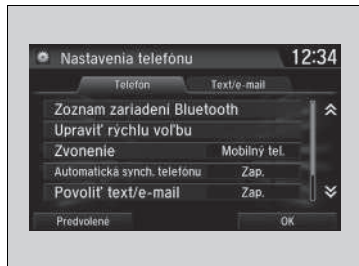 Nastavenia telefónu 12:34
Telefón Text/e-mail
Zoznam zariadení Bluetooth
Upraviť rýchlu voľbu
Zvonenie Mobilný tel.
Automatická synch. telefónu Zap.
Povoliť text/e-mail Zap.
Predvolené OK